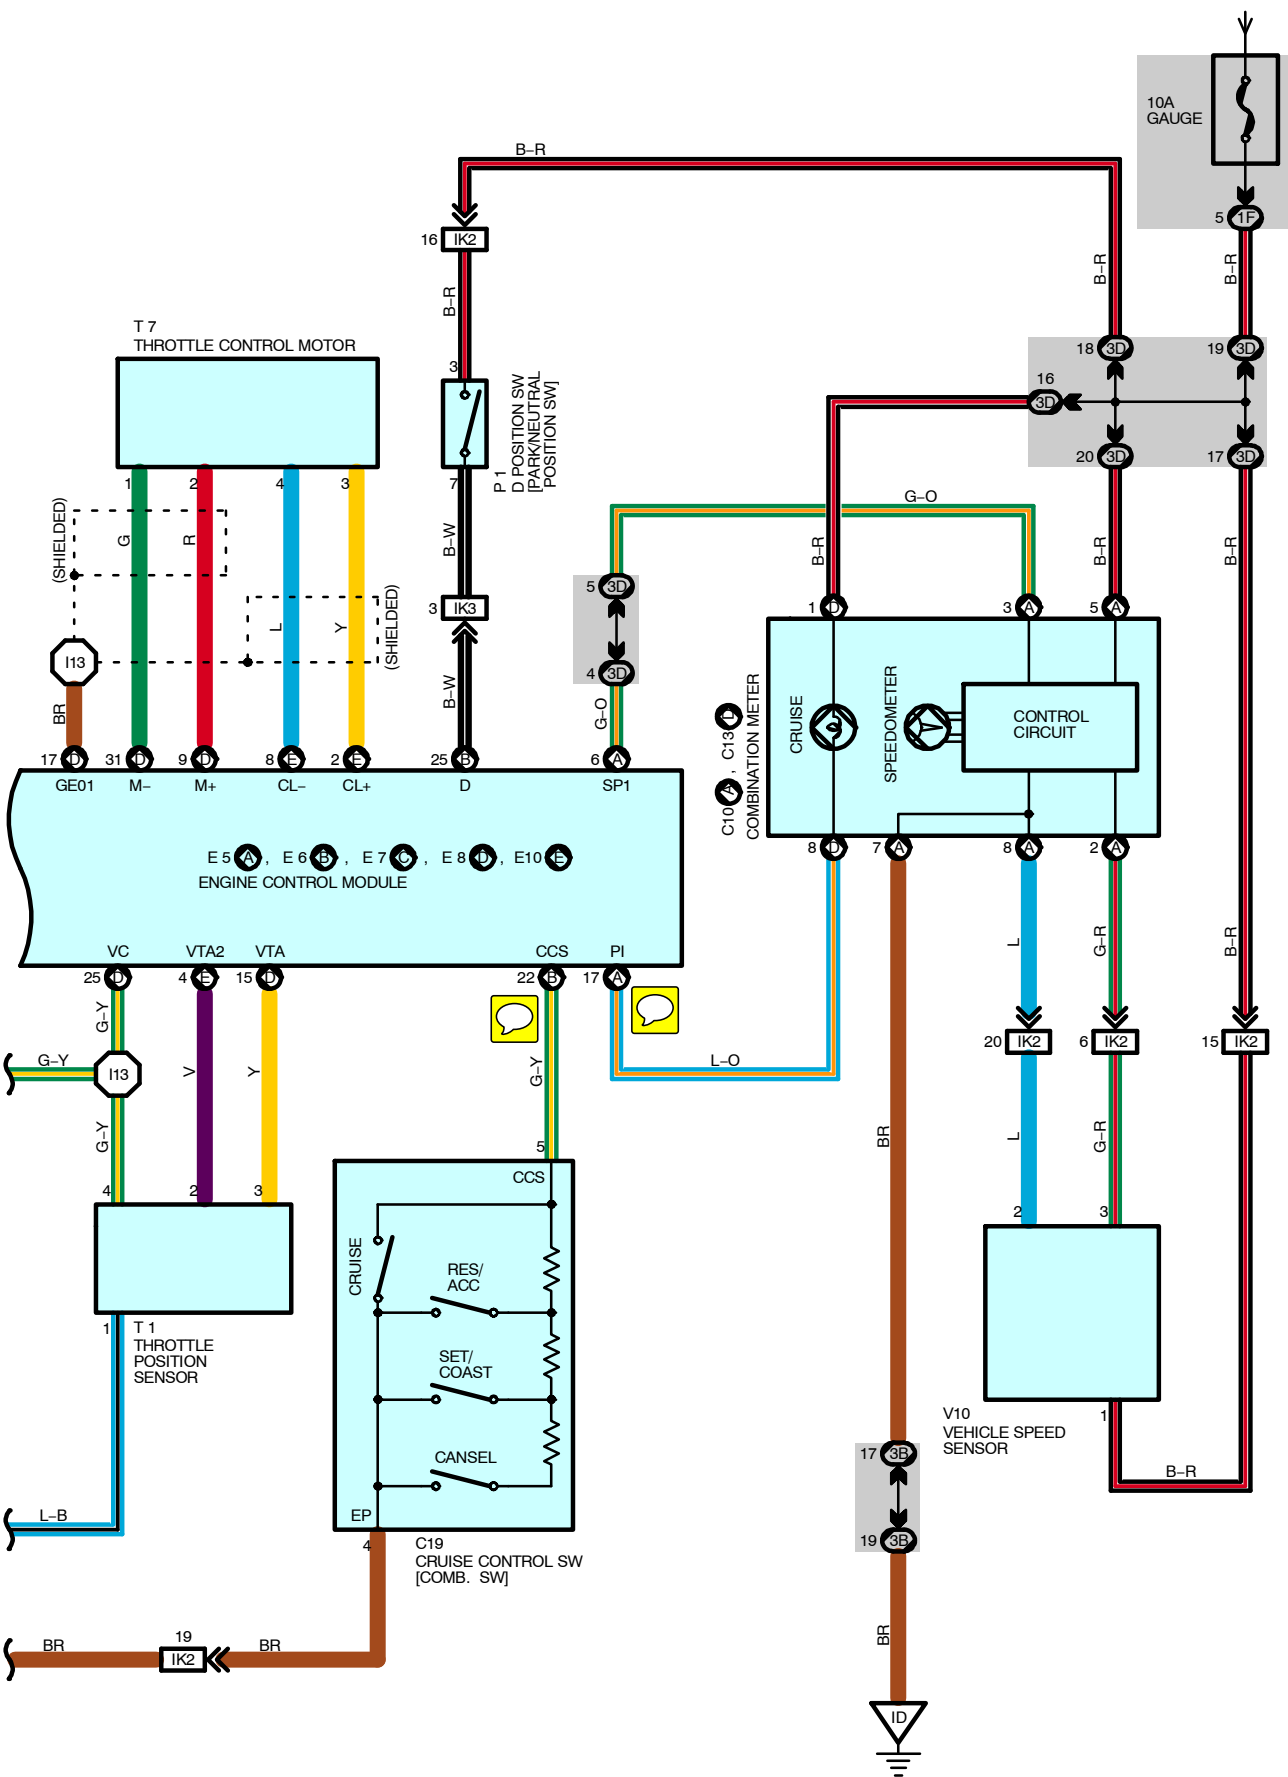 10A
GAUGE
5 1F
B–R
16 IK2
B–R
B–R
B–R
T 7
THROTTLE CONTROL MOTOR
18 3D
19 3D
16
3D
20 3D
17 3D
3
P 1
D POSITION SW
[PARK/NEUTRAL
POSITION SW]
7
1
2
4
3
(SHIELDED)
G
R
L
Y
(SHIELDED)
B–W
G–O
B–R
B–R
B–R
5 3D
3 IK3
1 D
3 A
5 A
4 3D
I13
BR
B–W
G–O
C10 A , C13 D
COMBINATION METER
CRUISE
SPEEDOMETER
CONTROL
CIRCUIT
17 D
31 D
9 D
8 E
2 E
25 B
6 A
GE01
M–
M+
CL–
CL+
D
SP1
E 5 A , E 6 B , E 7 C , E 8 D , E10 E
ENGINE CONTROL MODULE
8 D
7 A
8 A
2 A
VC
VTA2
VTA
CCS
PI
25 D
4 E
15 D
22 B
17 A
L
G–R
B–R
G–Y
G–Y
I13
V
Y
G–Y
L–O
20 IK2
6 IK2
15 IK2
G–Y
BR
L
G–R
4
2
3
5
CCS
2
3
CRUISE
RES/
ACC
SET/
COAST
CANSEL
EP
1
T 1
THROTTLE
POSITION
SENSOR
V10
VEHICLE SPEED
SENSOR
1
17 3B
B–R
L–B
4
C19
CRUISE CONTROL SW
[COMB. SW]
19 3B
BR
19
IK2
BR
BR
ID